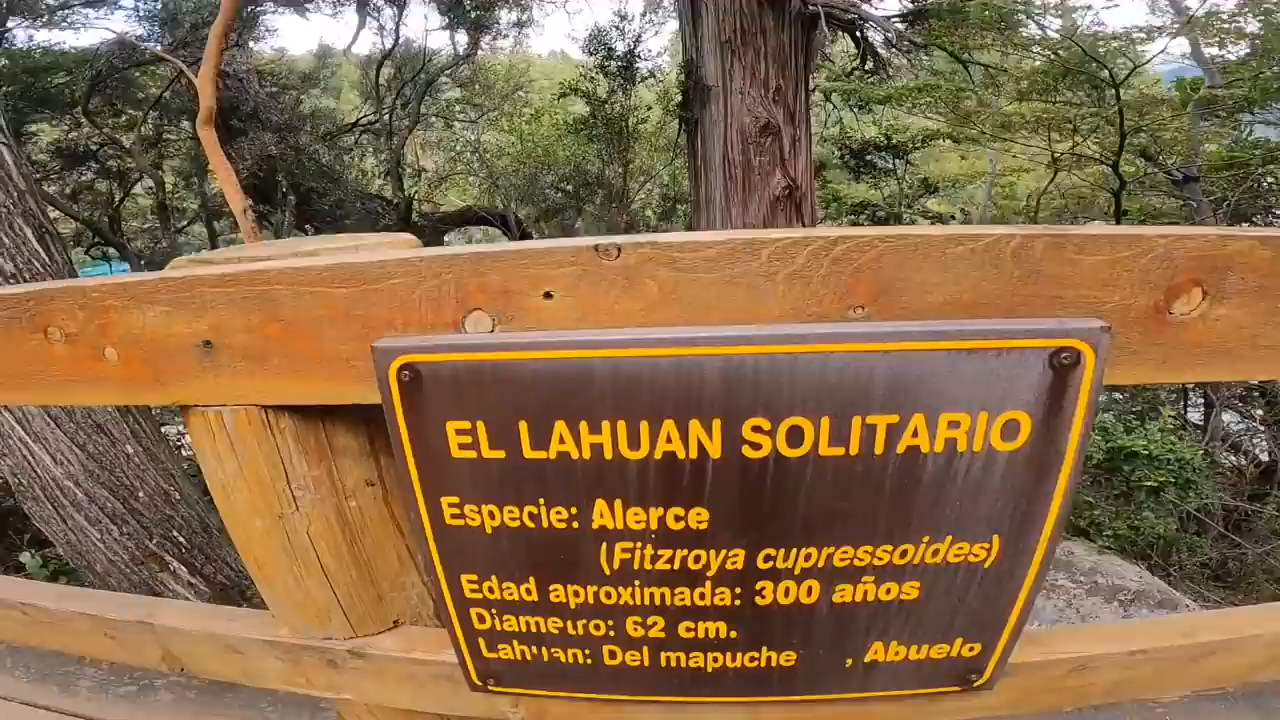 EL LAHUAN SOLITARIO
Especie: Alerce
(Fitzroya cupressoides)
Edad aproximada: 300 años
Diametro: 62 cm.
Lahuan: Del mapuche , Abuelo